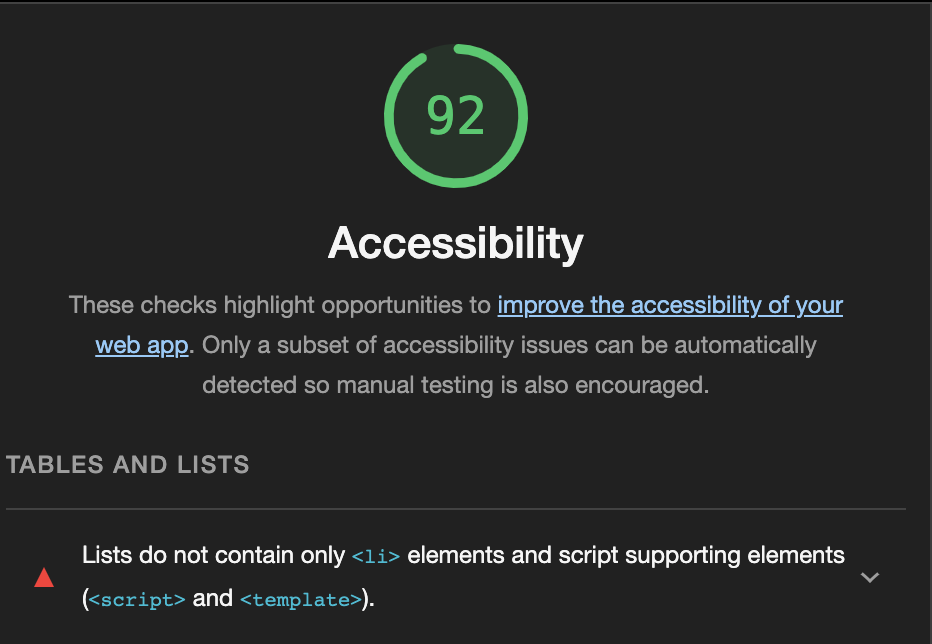 92
Accessibility
These checks highlight opportunities to improve the accessibility of your
web app. Only a subset of accessibility issues can be automatically
detected so manual testing is also encouraged.
TABLES AND LISTS
Lists do not contain only <li> elements and script supporting elements
(<script> and <template>).